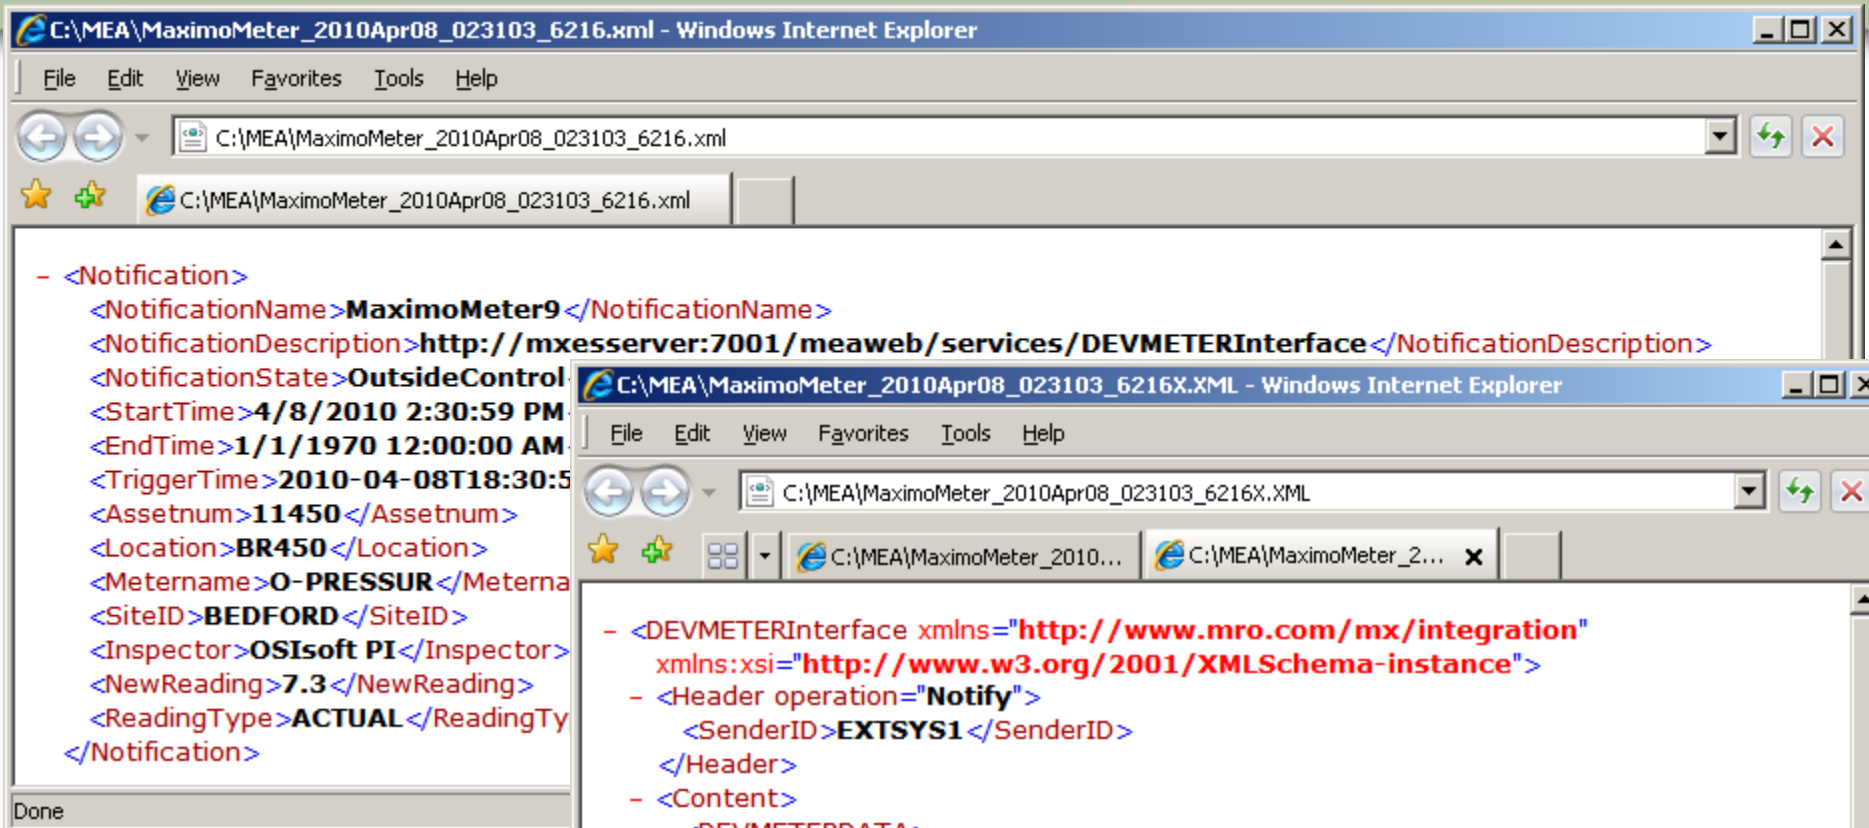 C:\MEA\MaximoMeter_2010Apr08_023103_6216.xml - Windows Internet Explorer
File Edit View Favorites Tools Help
C:\MEA\MaximoMeter_2010Apr08_023103_6216.xml
C:\MEA\MaximoMeter_2010Apr08_023103_6216.xml
- <Notification>
<NotificationName>MaximoMeter9</NotificationName>
<NotificationDescription>http://mxesserver:7001/meaweb/services/DEVMETERInterface</NotificationDescription>
<NotificationState>OutsideControl
<StartTime>4/8/2010 2:30:59 PM
<EndTime>1/1/1970 12:00:00 AM
<TriggerTime>2010-04-08T18:30:5
<Assetnum>11450</Assetnum>
<Location>BR450</Location>
<Metername>O-PRESSUR</Meterna
<SiteID>BEDFORD</SiteID>
<Inspector>OSIsoft PI</Inspector>
<NewReading>7.3</NewReading>
<ReadingType>ACTUAL</ReadingTy
</Notification>
Done
C:\MEA\MaximoMeter_2010Apr08_023103_6216X.XML - Windows Internet Explorer
File Edit View Favorites Tools Help
C:\MEA\MaximoMeter_2010Apr08_023103_6216X.XML
C:\MEA\MaximoMeter_2010... C:\MEA\MaximoMeter_2...
- <DEVMETERInterface xmlns="http://www.mro.com/mx/integration"
xmlns:xsi="http://www.w3.org/2001/XMLSchema-instance">
- <Header operation="Notify">
<SenderID>EXTSYS1</SenderID>
</Header>
- <Content>